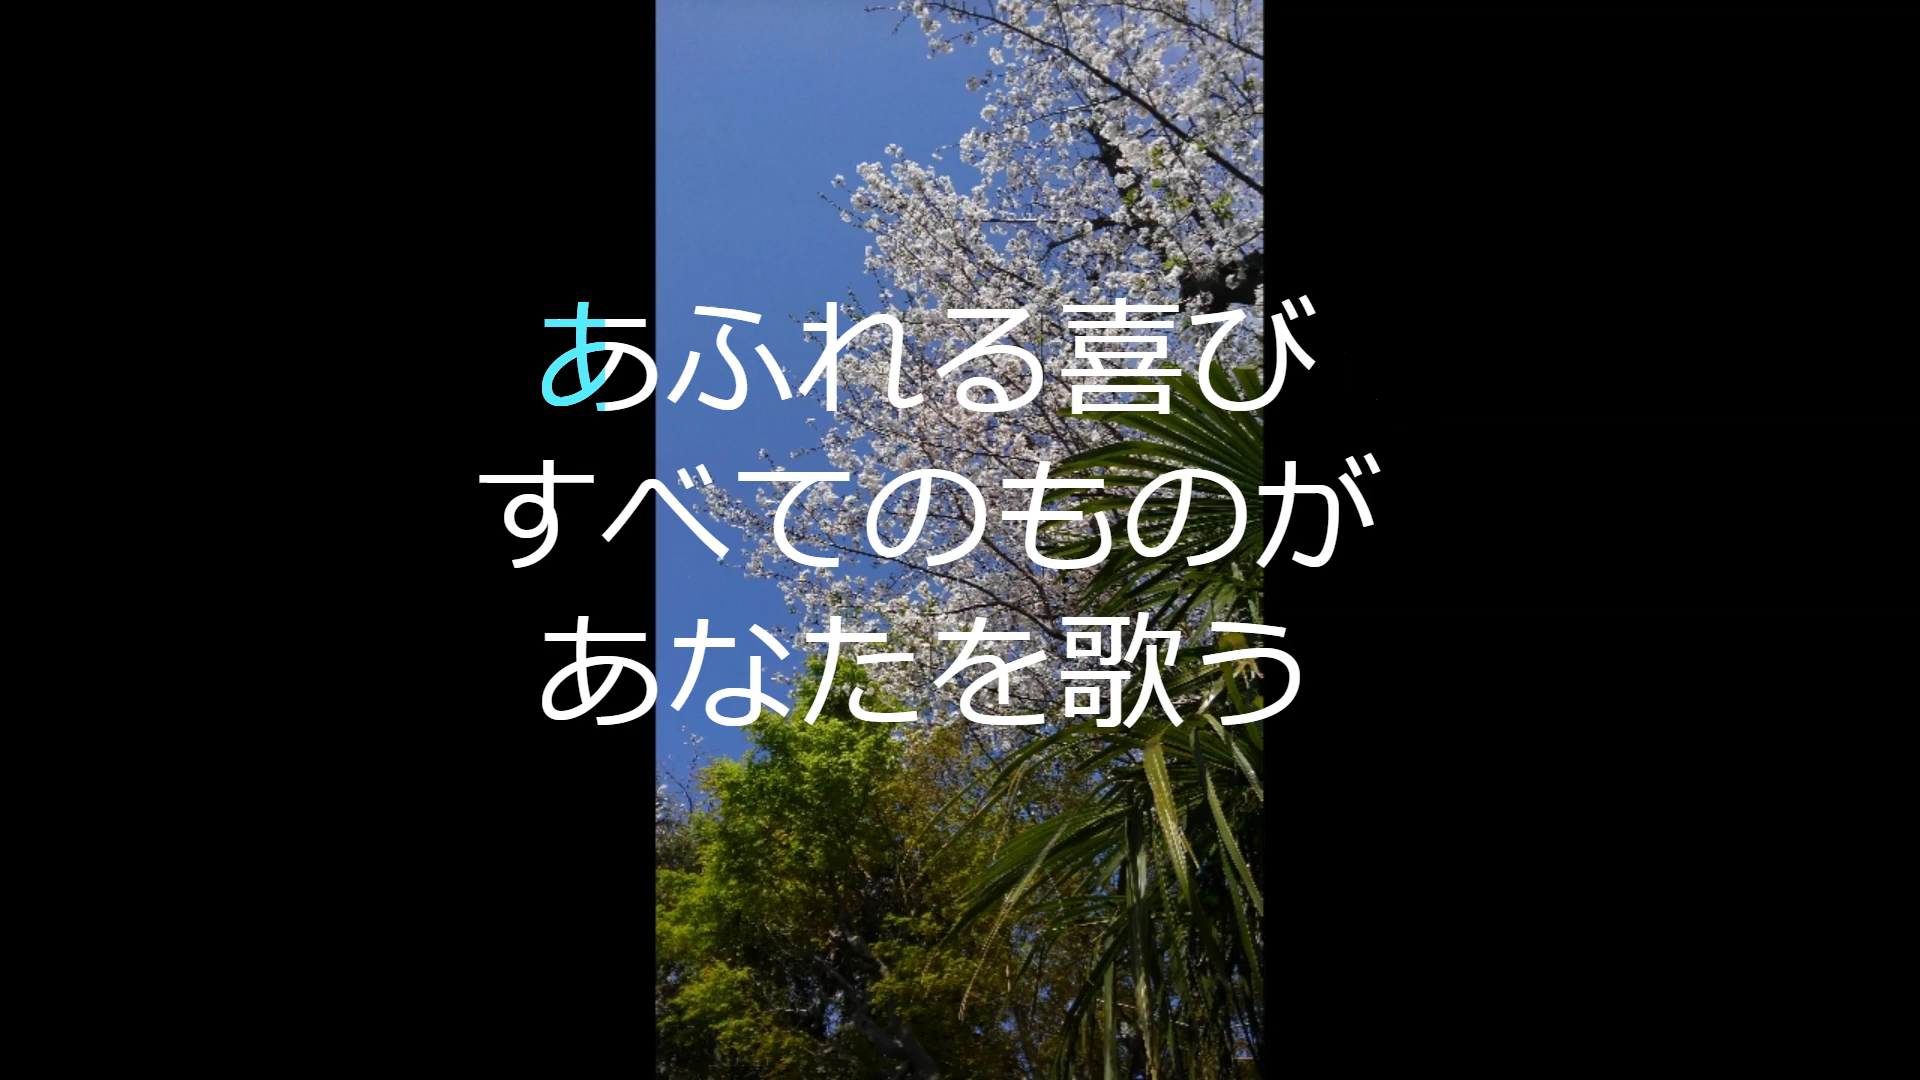 あふれる喜び
すべてのものが
あなたを歌う